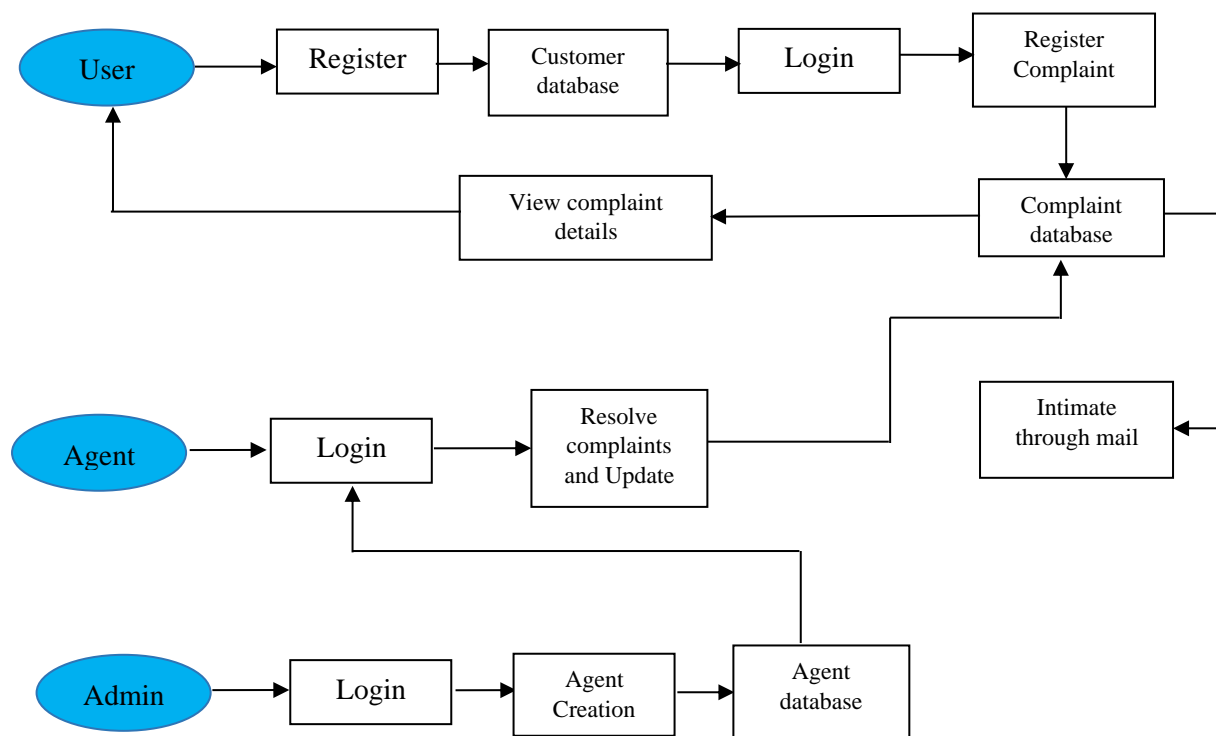 User
Register
Customer
database
Login
Register
Complaint
View complaint
details
Complaint
database
Agent
Login
Resolve
complaints
and Update
Intimate
through mail
Admin
Login
Agent
Creation
Agent
database